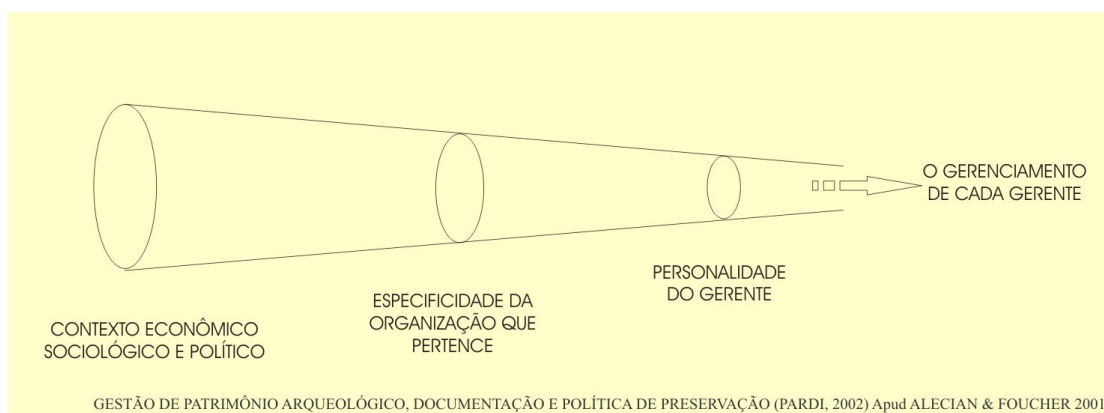 CONTEXTO ECONÔMICO
SOCIOLÓGICO E POLÍTICO
ESPECIFICIDADE DA
ORGANIZAÇÃO QUE
PERTENCE
PERSONALIDADE
DO GERENTE
O GERENCIAMENTO
DE CADA GERENTE
GESTÃO DE PATRIMÔNIO ARQUEOLÓGICO, DOCUMENTAÇÃO E POLÍTICA DE PRESERVAÇÃO (PARDI, 2002) Apud ALECIAN & FOUCHER 2001